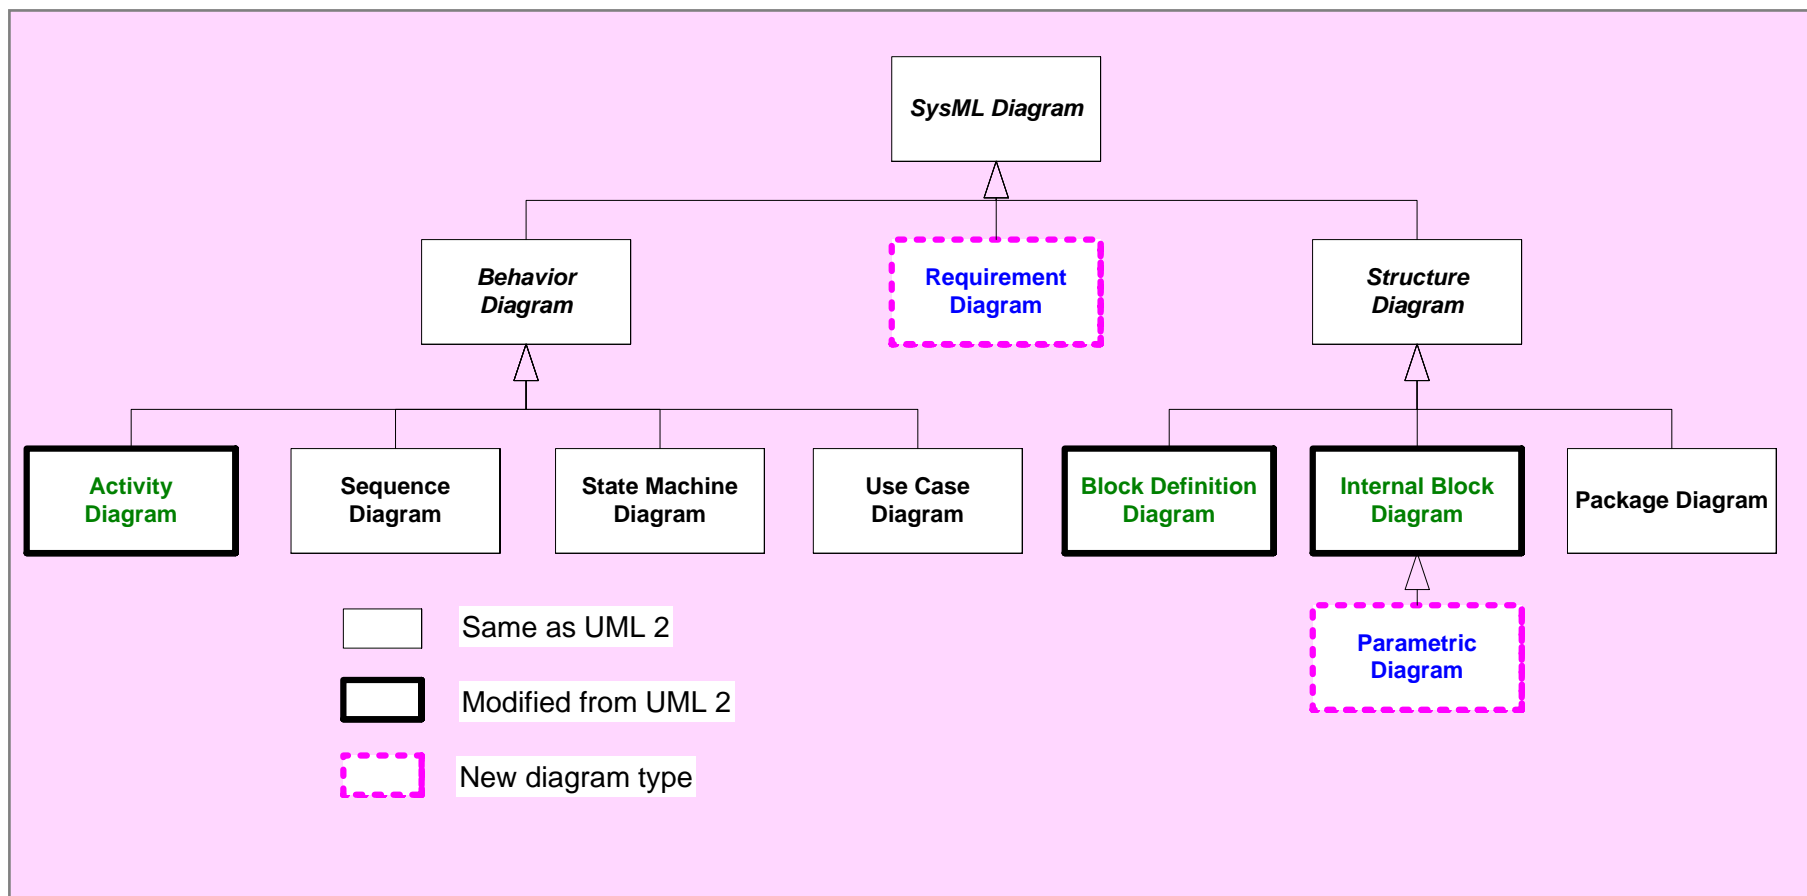 SysML Diagram
Behavior
Diagram
Requirement
Diagram
Structure
Diagram
Activity
Diagram
Sequence
Diagram
State Machine
Diagram
Use Case
Diagram
Block Definition
Diagram
Internal Block
Diagram
Package Diagram
Parametric
Diagram
Same as UML 2
Modified from UML 2
New diagram type